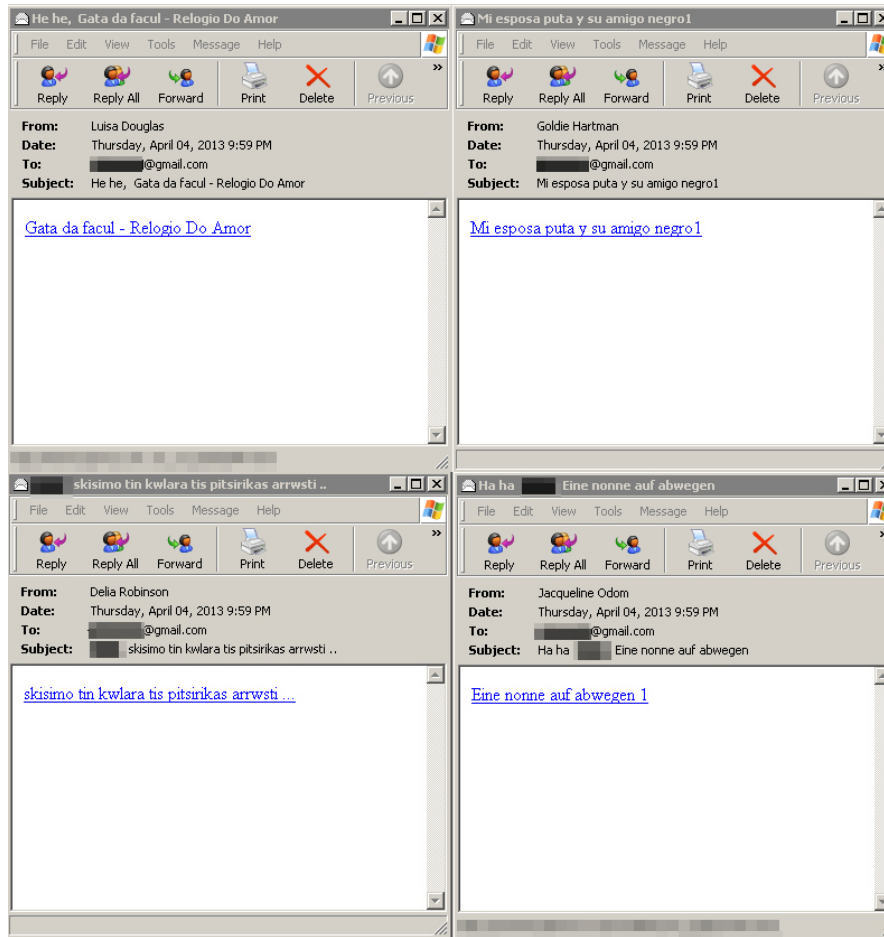 He he, Gata da facul - Relogio Do Amor
File Edit View Tools Message Help
Reply Reply All Forward Print Delete Previous »
From: Luisa Douglas
Date: Thursday, April 04, 2013 9:59 PM
To: @gmail.com
Subject: He he, Gata da facul - Relogio Do Amor
Gata da facul - Relogio Do Amor
Mi esposa puta y su amigo negro1
File Edit View Tools Message Help
Reply Reply All Forward Print Delete Previous »
From: Goldie Hartman
Date: Thursday, April 04, 2013 9:59 PM
To: @gmail.com
Subject: Mi esposa puta y su amigo negro1
Mi esposa puta y su amigo negro1
skisimo tin kwlara tis pitsirikas arrwsti ..
File Edit View Tools Message Help
Reply Reply All Forward Print Delete Previous »
From: Delia Robinson
Date: Thursday, April 04, 2013 9:59 PM
To: @gmail.com
Subject: skisimo tin kwlara tis pitsirikas arrwsti ..
skisimo tin kwlara tis pitsirikas arrwsti ...
Ha ha Eine nonne auf abwegen
File Edit View Tools Message Help
Reply Reply All Forward Print Delete Previous »
From: Jacqueline Odom
Date: Thursday, April 04, 2013 9:59 PM
To: @gmail.com
Subject: Ha ha Eine nonne auf abwegen
Eine nonne auf abwegen 1